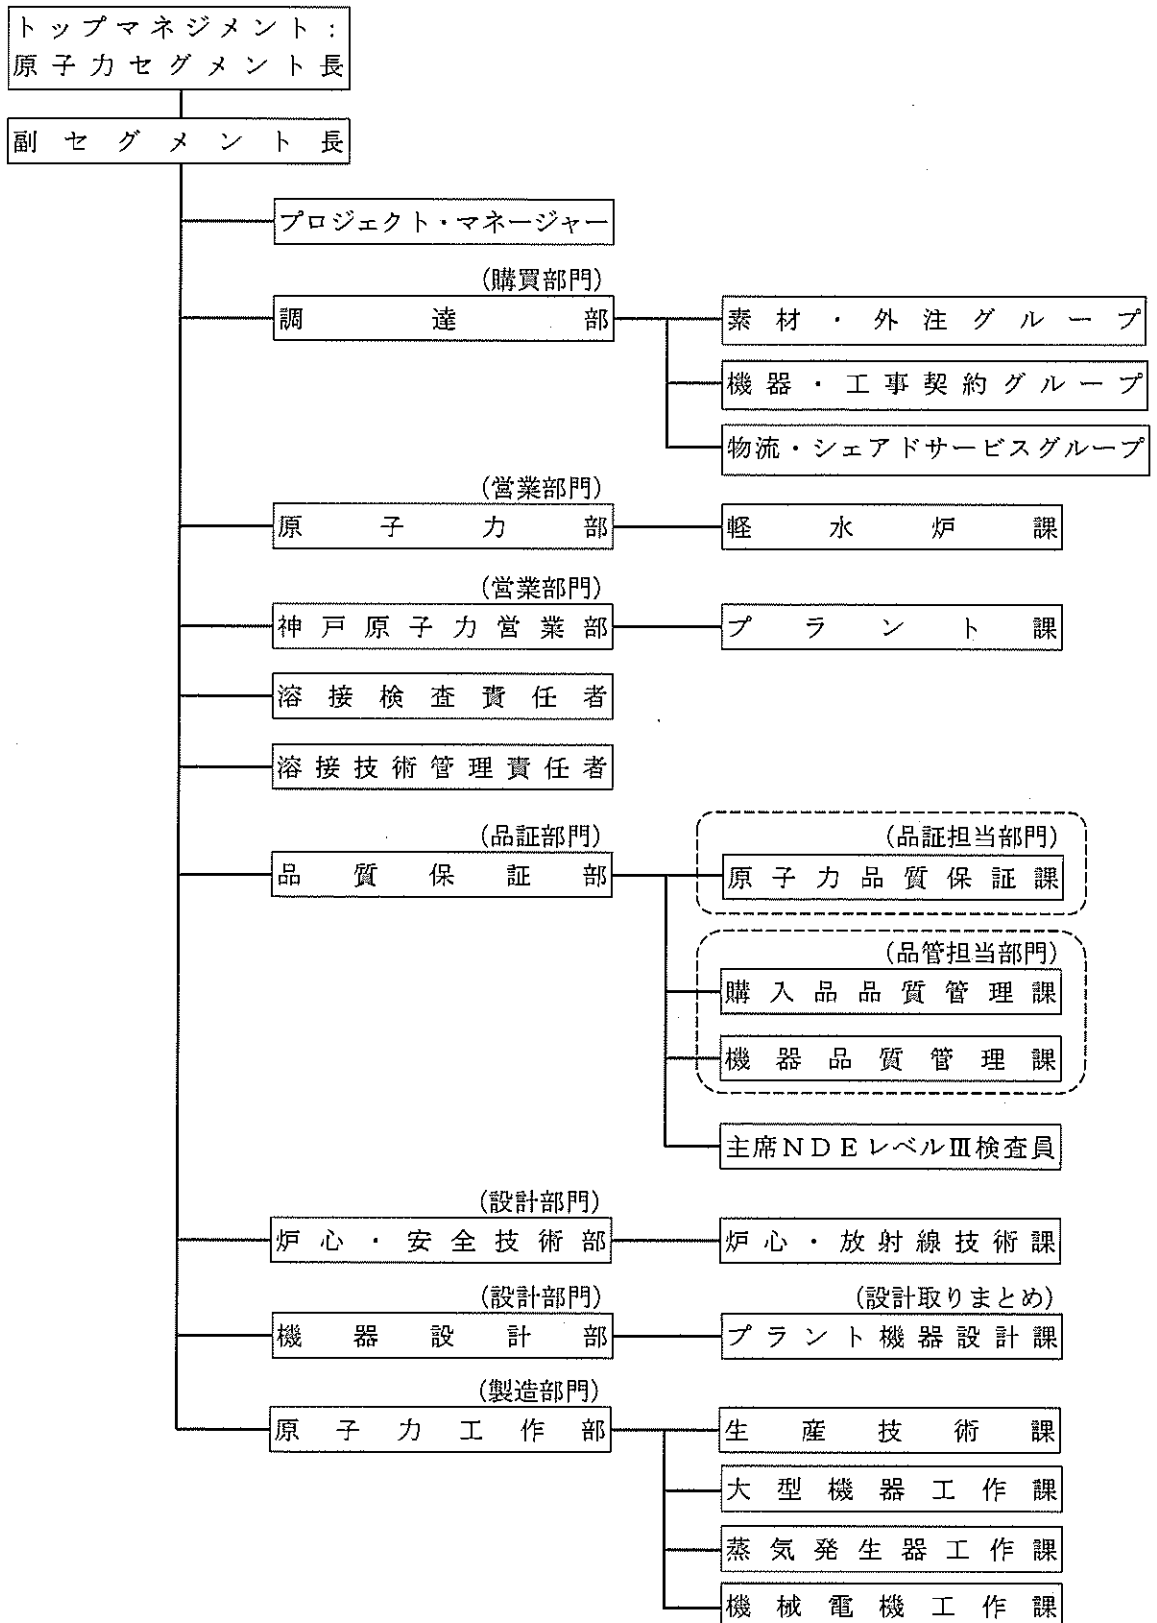 トップマネジメント：
原子力セグメント長
副セグメント長
プロジェクト・マネージャー
(購買部門)
調達部
素材・外注グループ
機器・工事契約グループ
物流・シェアドサービスグループ
(営業部門)
原子力部
軽水炉課
(営業部門)
神戸原子力営業部
プラント課
溶接検査責任者
溶接技術管理責任者
(品証部門)
品質保証部
(品証担当部門)
原子力品質保証課
(品管担当部門)
購入品品質管理課
機器品質管理課
主席NDEレベルⅢ検査員
(設計部門)
炉心・安全技術部
炉心・放射線技術課
(設計部門)
機器設計部
(設計取りまとめ)
プラント機器設計課
(製造部門)
原子力工作部
生産技術課
大型機器工作課
蒸気発生器工作課
機械電機工作課